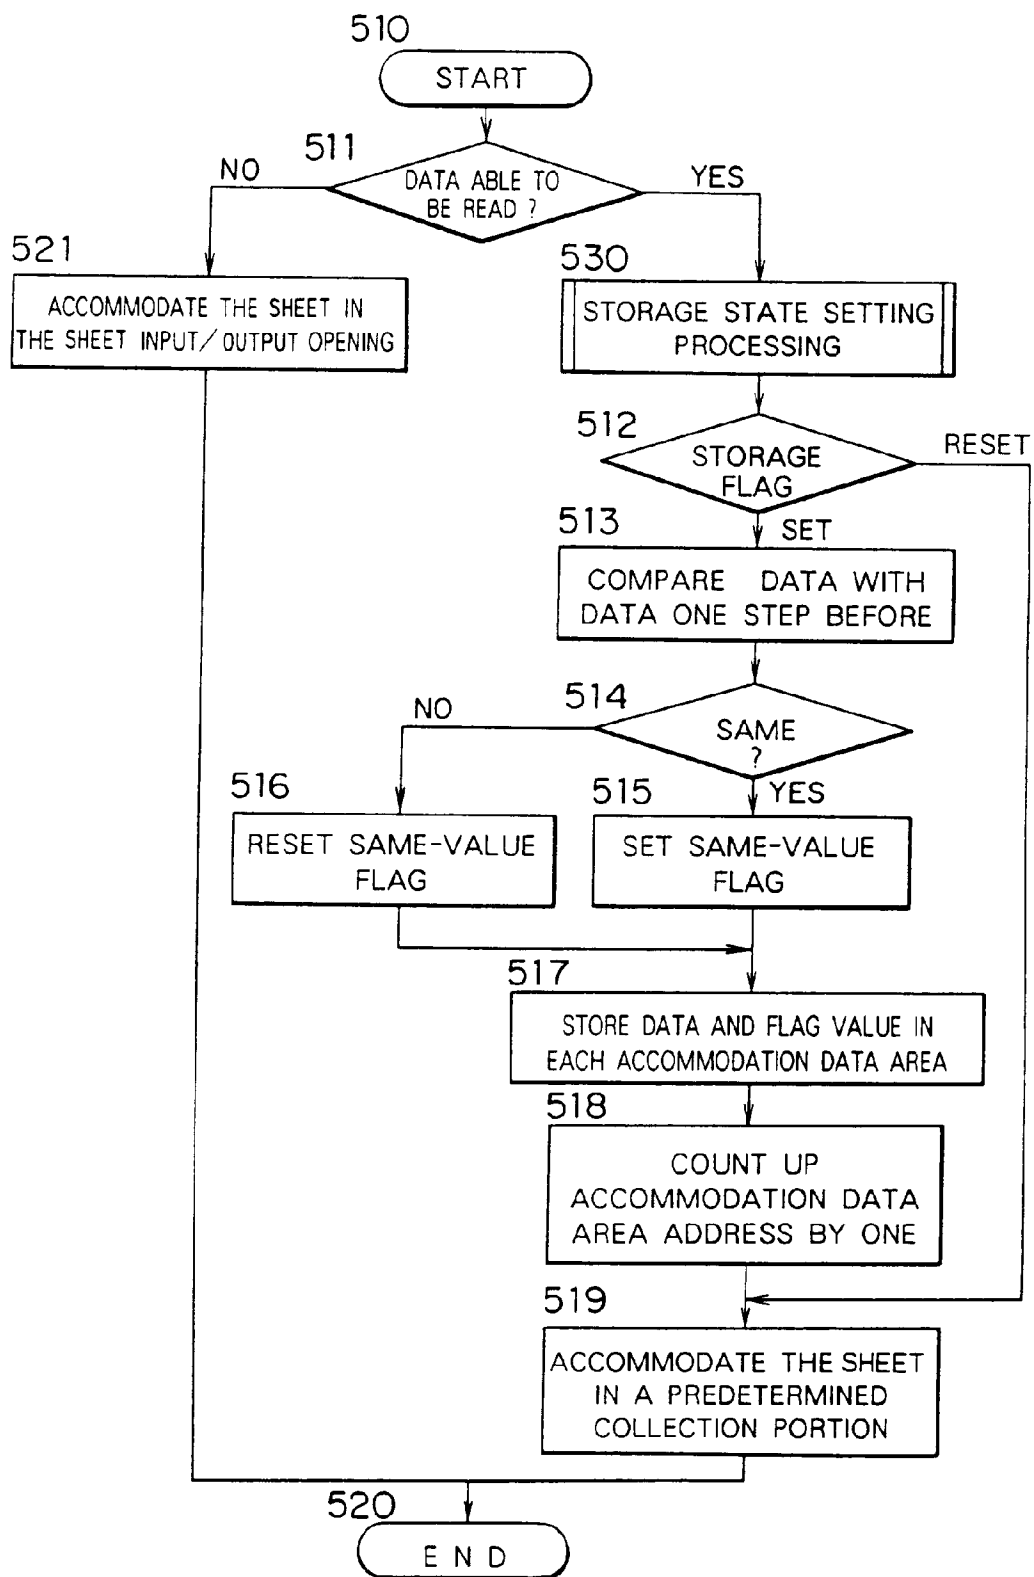 510
START
511
NO
DATA ABLE TO
BE READ ?
YES
521
ACCOMMODATE THE SHEET IN
THE SHEET INPUT/OUTPUT OPENING
530
STORAGE STATE SETTING
PROCESSING
512
STORAGE
FLAG
RESET
SET
513
COMPARE DATA WITH
DATA ONE STEP BEFORE
514
NO
SAME
?
YES
516
RESET SAME-VALUE
FLAG
515
SET SAME-VALUE
FLAG
517
STORE DATA AND FLAG VALUE IN
EACH ACCOMMODATION DATA AREA
518
COUNT UP
ACCOMMODATION DATA
AREA ADDRESS BY ONE
519
ACCOMMODATE THE SHEET
IN A PREDETERMINED
COLLECTION PORTION
520
END